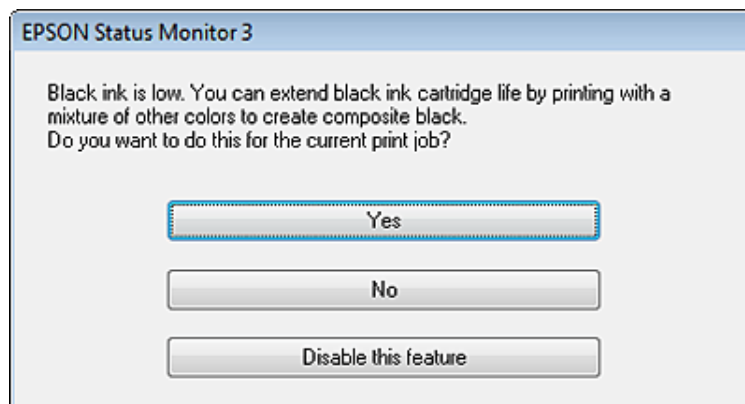 EPSON Status Monitor 3
Black ink is low. You can extend black ink cartridge life by printing with a
mixture of other colors to create composite black.
Do you want to do this for the current print job?
Yes
No
Disable this feature